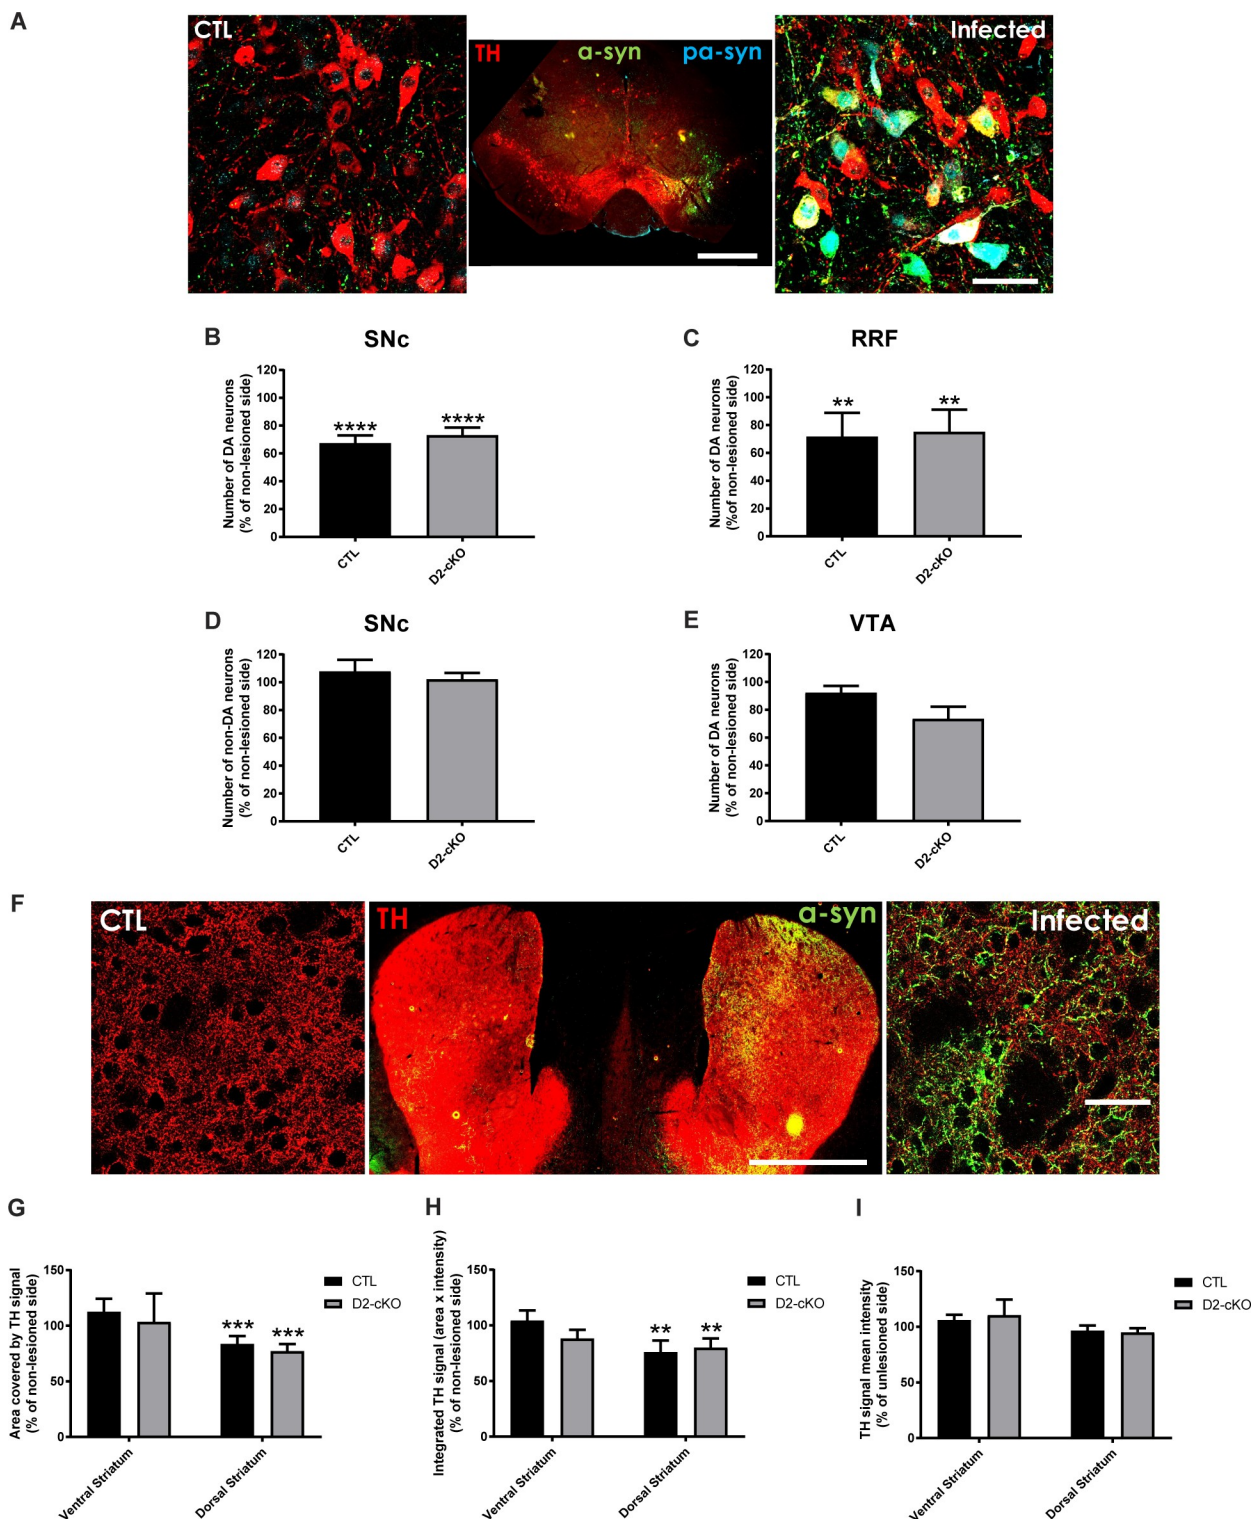 A
CTL
TH
a-syn
pa-syn
Infected
B
SNc
Number of DA neurons
(% of non-lesioned side)
120
100
80
60
40
20
0
****
****
CTL
D2-cKO
C
RRF
Number of DA neurons
(%of non-lesioned side)
120
100
80
60
40
20
0
**
**
CTL
D2-cKO
D
SNc
Number of non-DA neurons
(% of non-lesioned side)
120
100
80
60
40
20
0
CTL
D2-cKO
E
VTA
Number of DA neurons
(% of non-lesioned side)
120
100
80
60
40
20
0
CTL
D2-cKO
F
CTL
TH
a-syn
Infected
G
Area covered by TH signal
(% of non-lesioned side)
150
100
50
0
***
***
Ventral Striatum
Dorsal Striatum
CTL
D2-cKO
H
Integrated TH signal (area x intensity)
(% of non-lesioned side)
150
100
50
0
**
**
Ventral Striatum
Dorsal Striatum
CTL
D2-cKO
I
TH signal mean intensity
(% of unlesioned side)
150
100
50
0
Ventral Striatum
Dorsal Striatum
CTL
D2-cKO